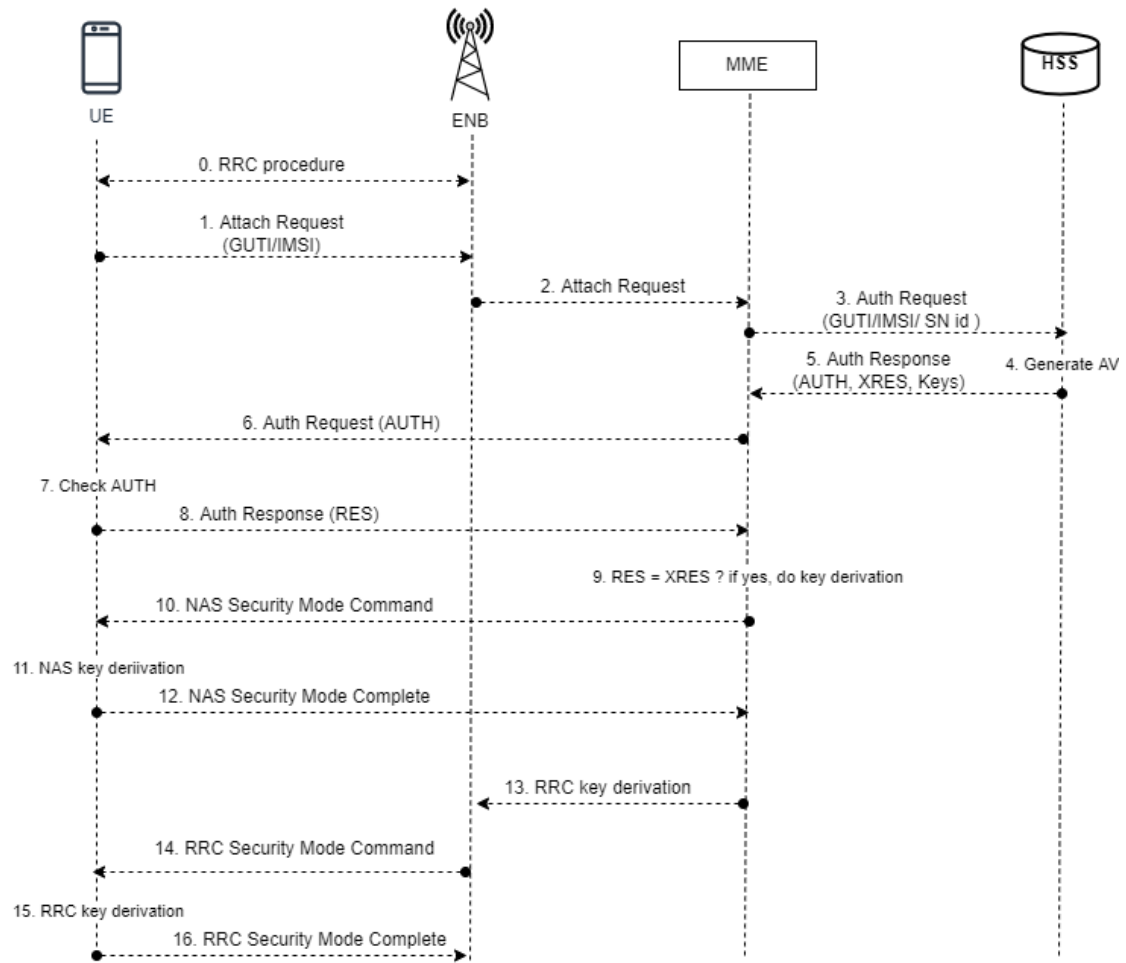 HSS
MME
UE
ENB
0. RRC procedure
1. Attach Request
(GUTI/IMSI)
2. Attach Request
3. Auth Request
(GUTI/IMSI/ SN id )
5. Auth Response
(AUTH, XRES, Keys)
4. Generate AV
6. Auth Request (AUTH)
7. Check AUTH
8. Auth Response (RES)
9. RES = XRES ? if yes, do key derivation
10. NAS Security Mode Command
11. NAS key deriivation
12. NAS Security Mode Complete
13. RRC key derivation
14. RRC Security Mode Command
15. RRC key derivation
16. RRC Security Mode Complete